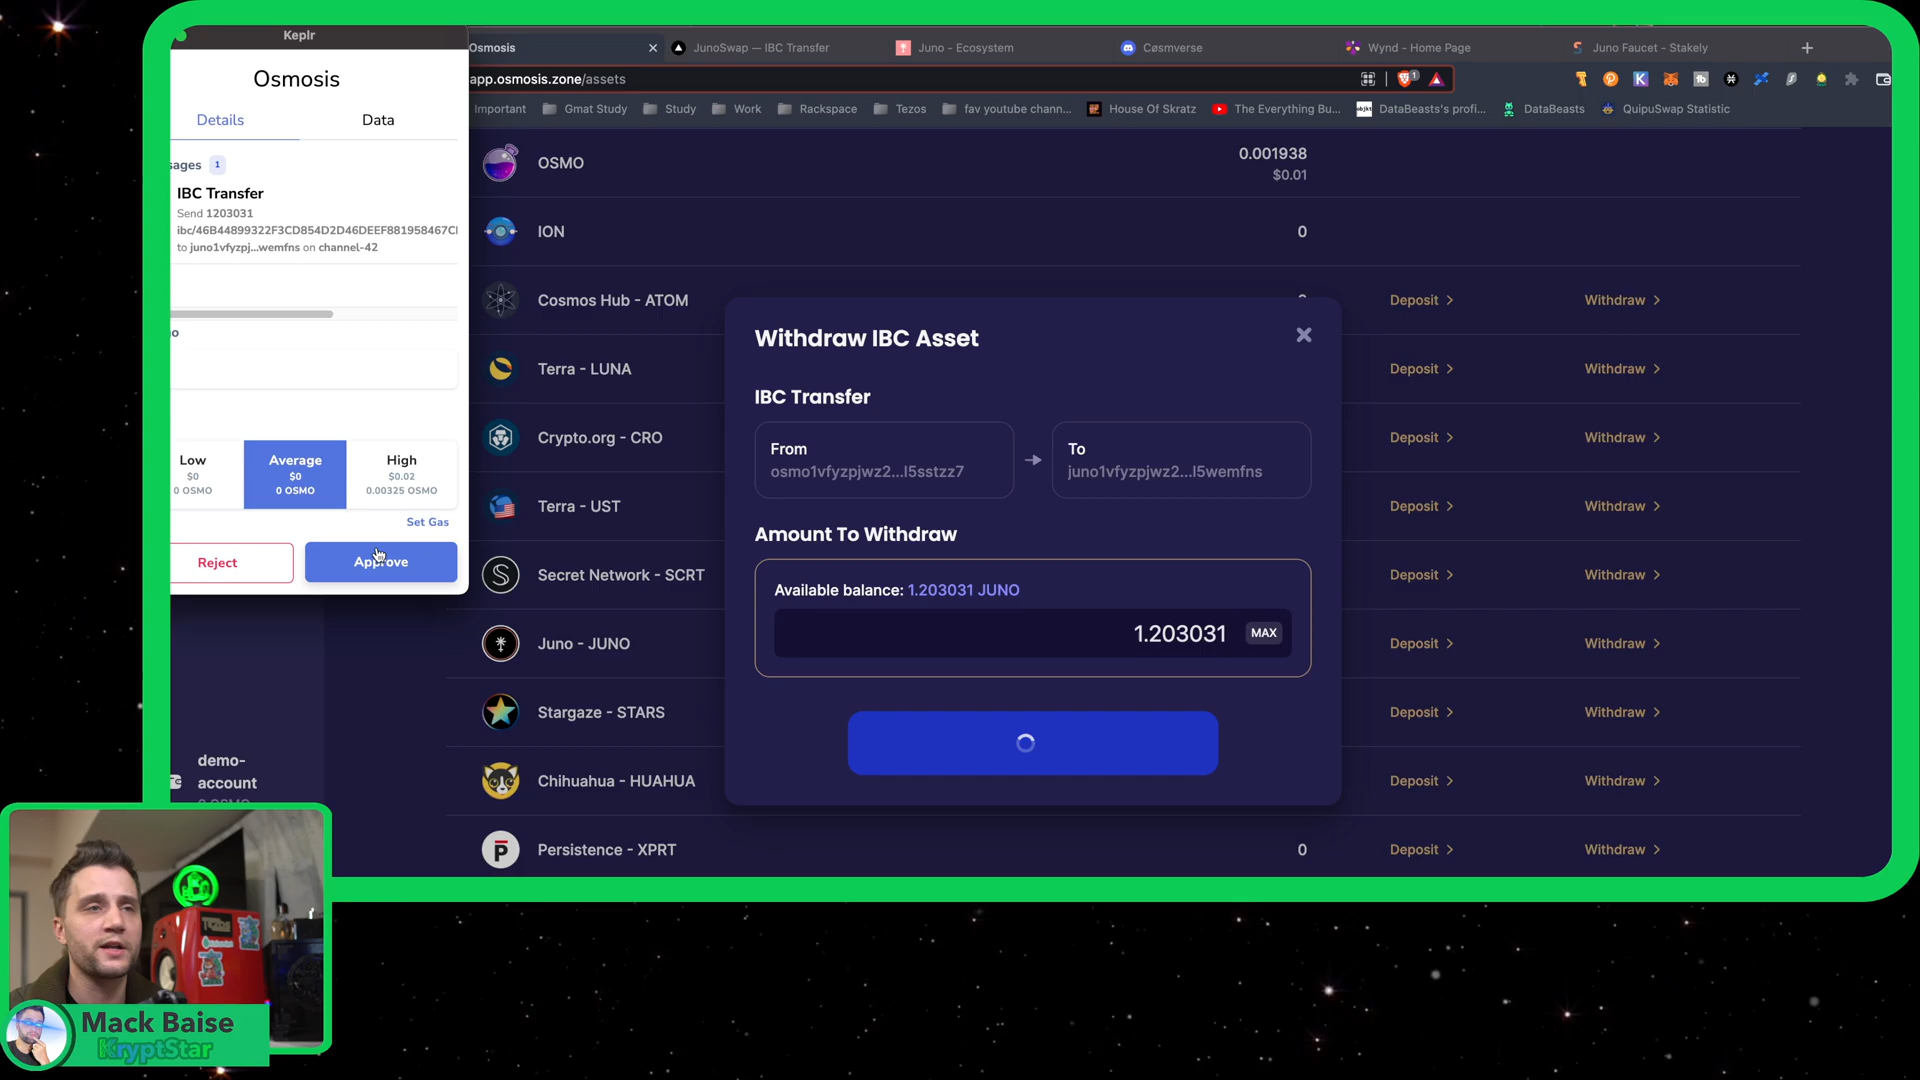 Keplr
Osmosis
Details
Data
sages 1
IBC Transfer
Send 1203031
ibc/46B44899322F3CD854D2D46DEEF881958467C
to juno1vfyzpj...wemfns on channel-42
Low
$0
0 OSMO
Average
$0
0 OSMO
High
$0.02
0.00325 OSMO
Set Gas
Reject
Approve
demo-
account
Osmosis
JunoSwap — IBC Transfer
Juno - Ecosystem
Cøsmverse
Wynd - Home Page
Juno Faucet - Stakely
app.osmosis.zone/assets
Important
Gmat Study
Study
Work
Rackspace
Tezos
fav youtube chann...
House Of Skratz
The Everything Bu...
DataBeasts's profi...
DataBeasts
QuipuSwap Statistic
OSMO
0.001938
$0.01
ION
0
Cosmos Hub - ATOM
Deposit
Withdraw
Terra - LUNA
Deposit
Withdraw
Crypto.org - CRO
Deposit
Withdraw
Terra - UST
Deposit
Withdraw
Secret Network - SCRT
Deposit
Withdraw
Juno - JUNO
Deposit
Withdraw
Stargaze - STARS
Deposit
Withdraw
Chihuahua - HUAHUA
Deposit
Withdraw
Persistence - XPRT
0
Deposit
Withdraw
Withdraw IBC Asset
IBC Transfer
From
osmo1vfyzpjwz2...l5sstzz7
To
juno1vfyzpjwz2...l5wemfns
Amount To Withdraw
Available balance: 1.203031 JUNO
1.203031
MAX
Mack Baise
KryptStar